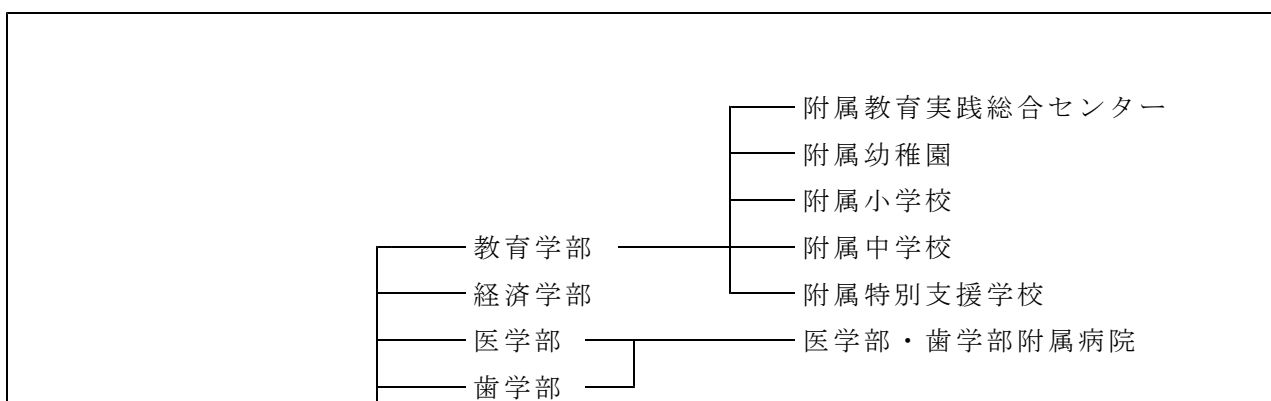 附属教育実践総合センター
附属幼稚園
附属小学校
教育学部 附属中学校
経済学部 附属特別支援学校
医学部 医学部・歯学部附属病院
歯学部